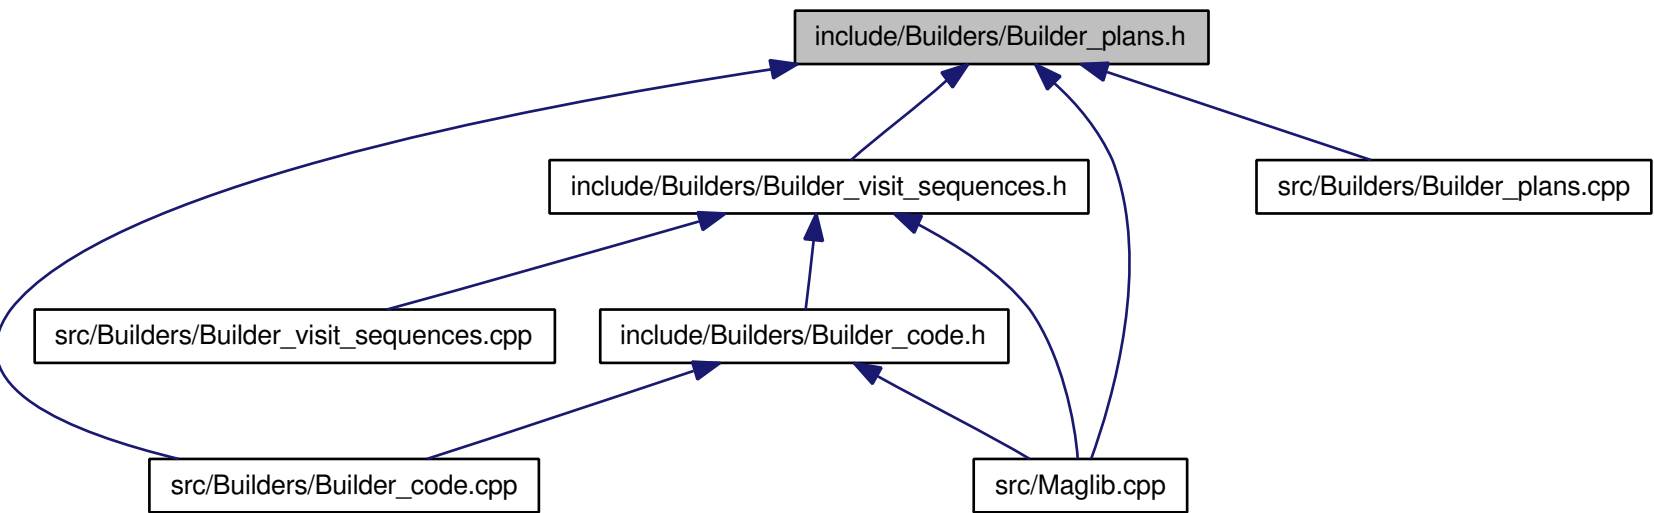 include/Builders/Builder_plans.h
include/Builders/Builder_visit_sequences.h
src/Builders/Builder_plans.cpp
src/Builders/Builder_visit_sequences.cpp
include/Builders/Builder_code.h
src/Builders/Builder_code.cpp
src/Maglib.cpp